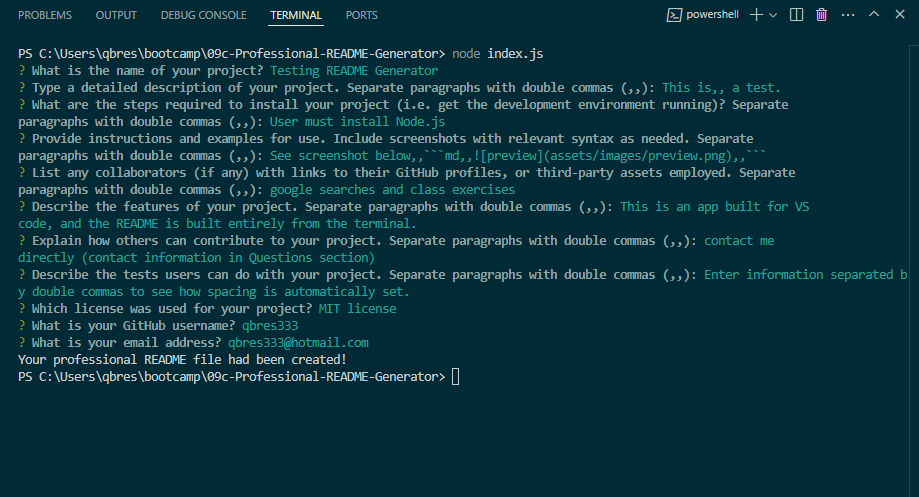 PROBLEMS OUTPUT DEBUG CONSOLE TERMINAL PORTS powershell
PS C:\Users\qbres\bootcamp\09c-Professional-README-Generator> node index.js
? What is the name of your project? Testing README Generator
? Type a detailed description of your project. Separate paragraphs with double commas (,,): This is,, a test.
? What are the steps required to install your project (i.e. get the development environment running)? Separate
paragraphs with double commas (,,): User must install Node.js
? Provide instructions and examples for use. Include screenshots with relevant syntax as needed. Separate
paragraphs with double commas (,,): See screenshot below,,```md,,![preview](assets/images/preview.png),,```
? List any collaborators (if any) with links to their GitHub profiles, or third-party assets employed. Separate
paragraphs with double commas (,,): google searches and class exercises
? Describe the features of your project. Separate paragraphs with double commas (,,): This is an app built for VS
code, and the README is built entirely from the terminal.
? Explain how others can contribute to your project. Separate paragraphs with double commas (,,): contact me
directly (contact information in Questions section)
? Describe the tests users can do with your project. Separate paragraphs with double commas (,,): Enter information separated b
y double commas to see how spacing is automatically set.
? Which license was used for your project? MIT license
? What is your GitHub username? qbres333
? What is your email address? qbres333@hotmail.com
Your professional README file had been created!
PS C:\Users\qbres\bootcamp\09c-Professional-README-Generator>